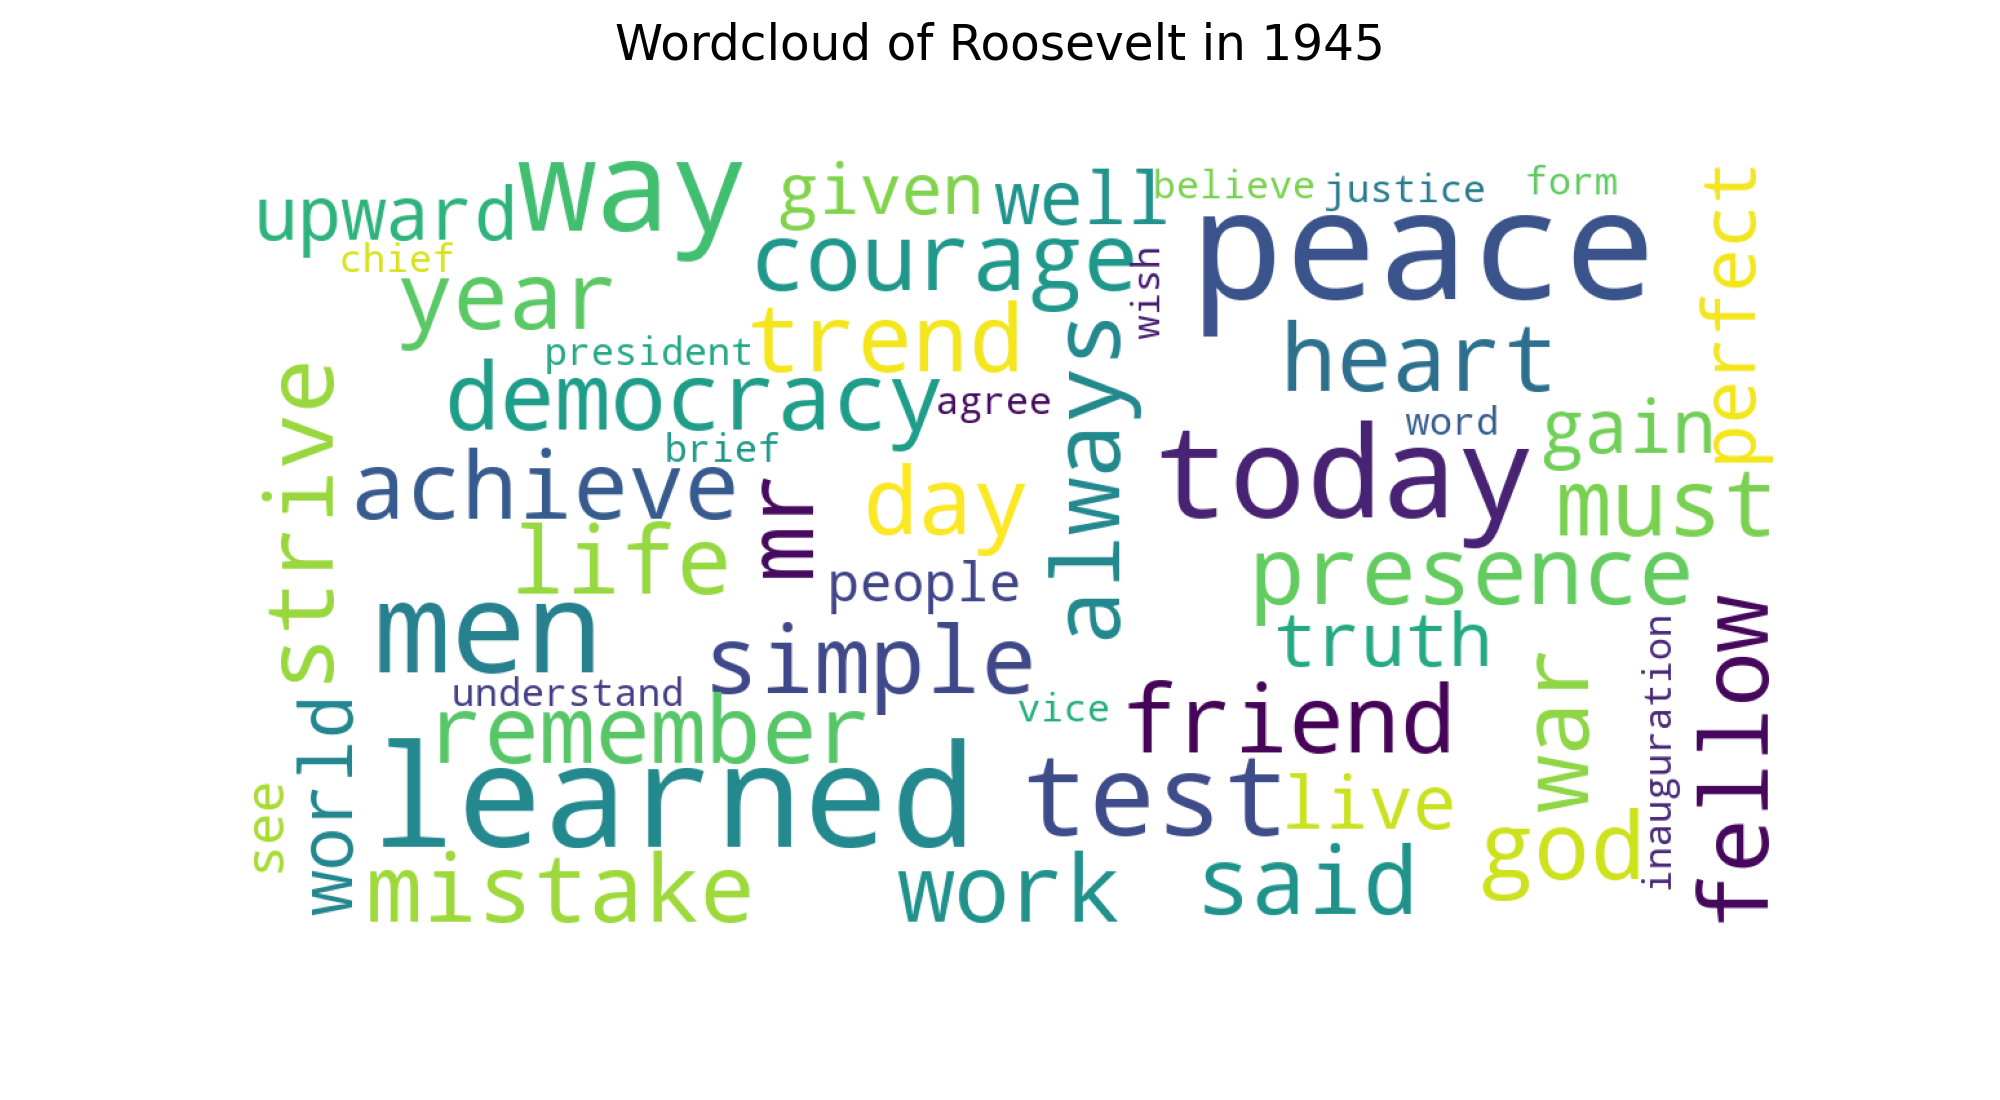 Wordcloud of Roosevelt in 1945
upward way given well believe justice form
chief year courage wish peace perfect
president trend heart
democracy agree always word gain
strive brief
achieve mr day today must
life people presence
men simple truth
understand vice friend war inauguration fellow
remember
see world learned test live god
mistake work said